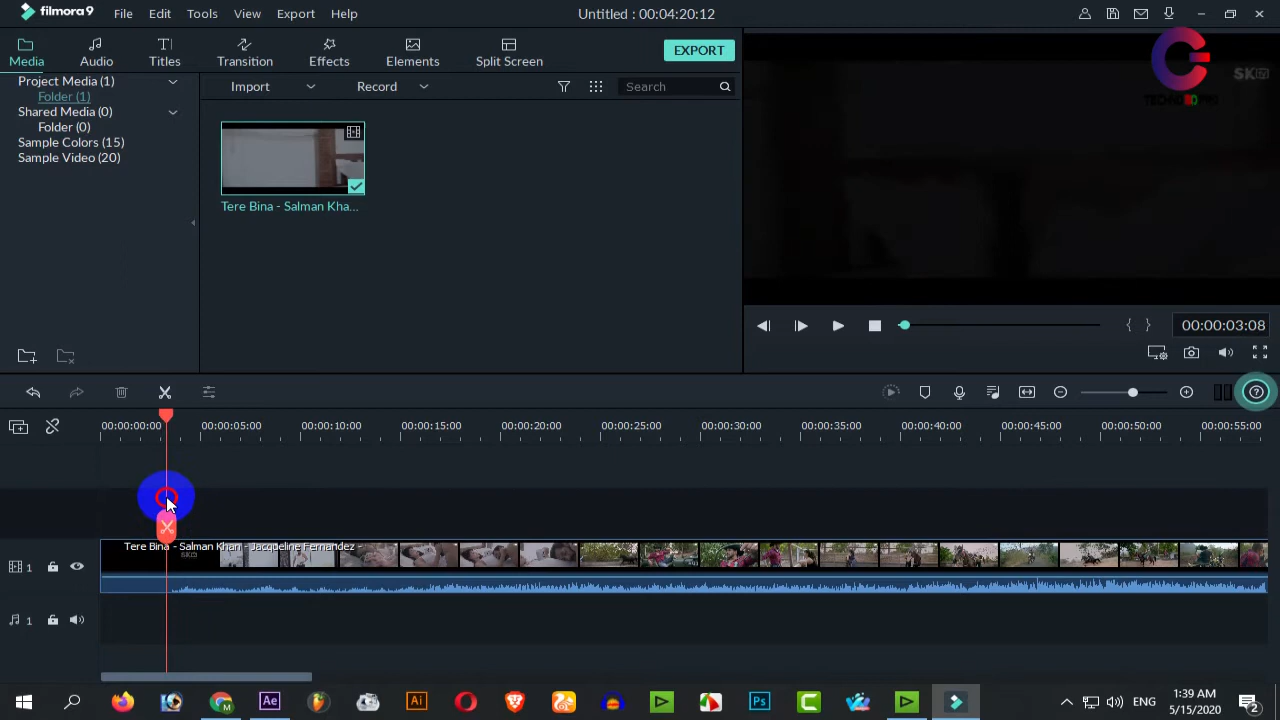 filmora9 File Edit Tools View Export Help Untitled : 00:04:20:12
Media Audio Titles Transition Effects Elements Split Screen EXPORT
Project Media (1)
Folder (1)
Shared Media (0)
Folder (0)
Sample Colors (15)
Sample Video (20)
Import Record Search
Tere Bina - Salman Kha...
00:00:03:08
00:00:00:00 00:00:05:00 00:00:10:00 00:00:15:00 00:00:20:00 00:00:25:00 00:00:30:00 00:00:35:00 00:00:40:00 00:00:45:00 00:00:50:00 00:00:55:00
Tere Bina - Salman Khan - Jacqueline Fernandez -
1
1
Ae Ai Ps ENG 1:39 AM
5/15/2020 2